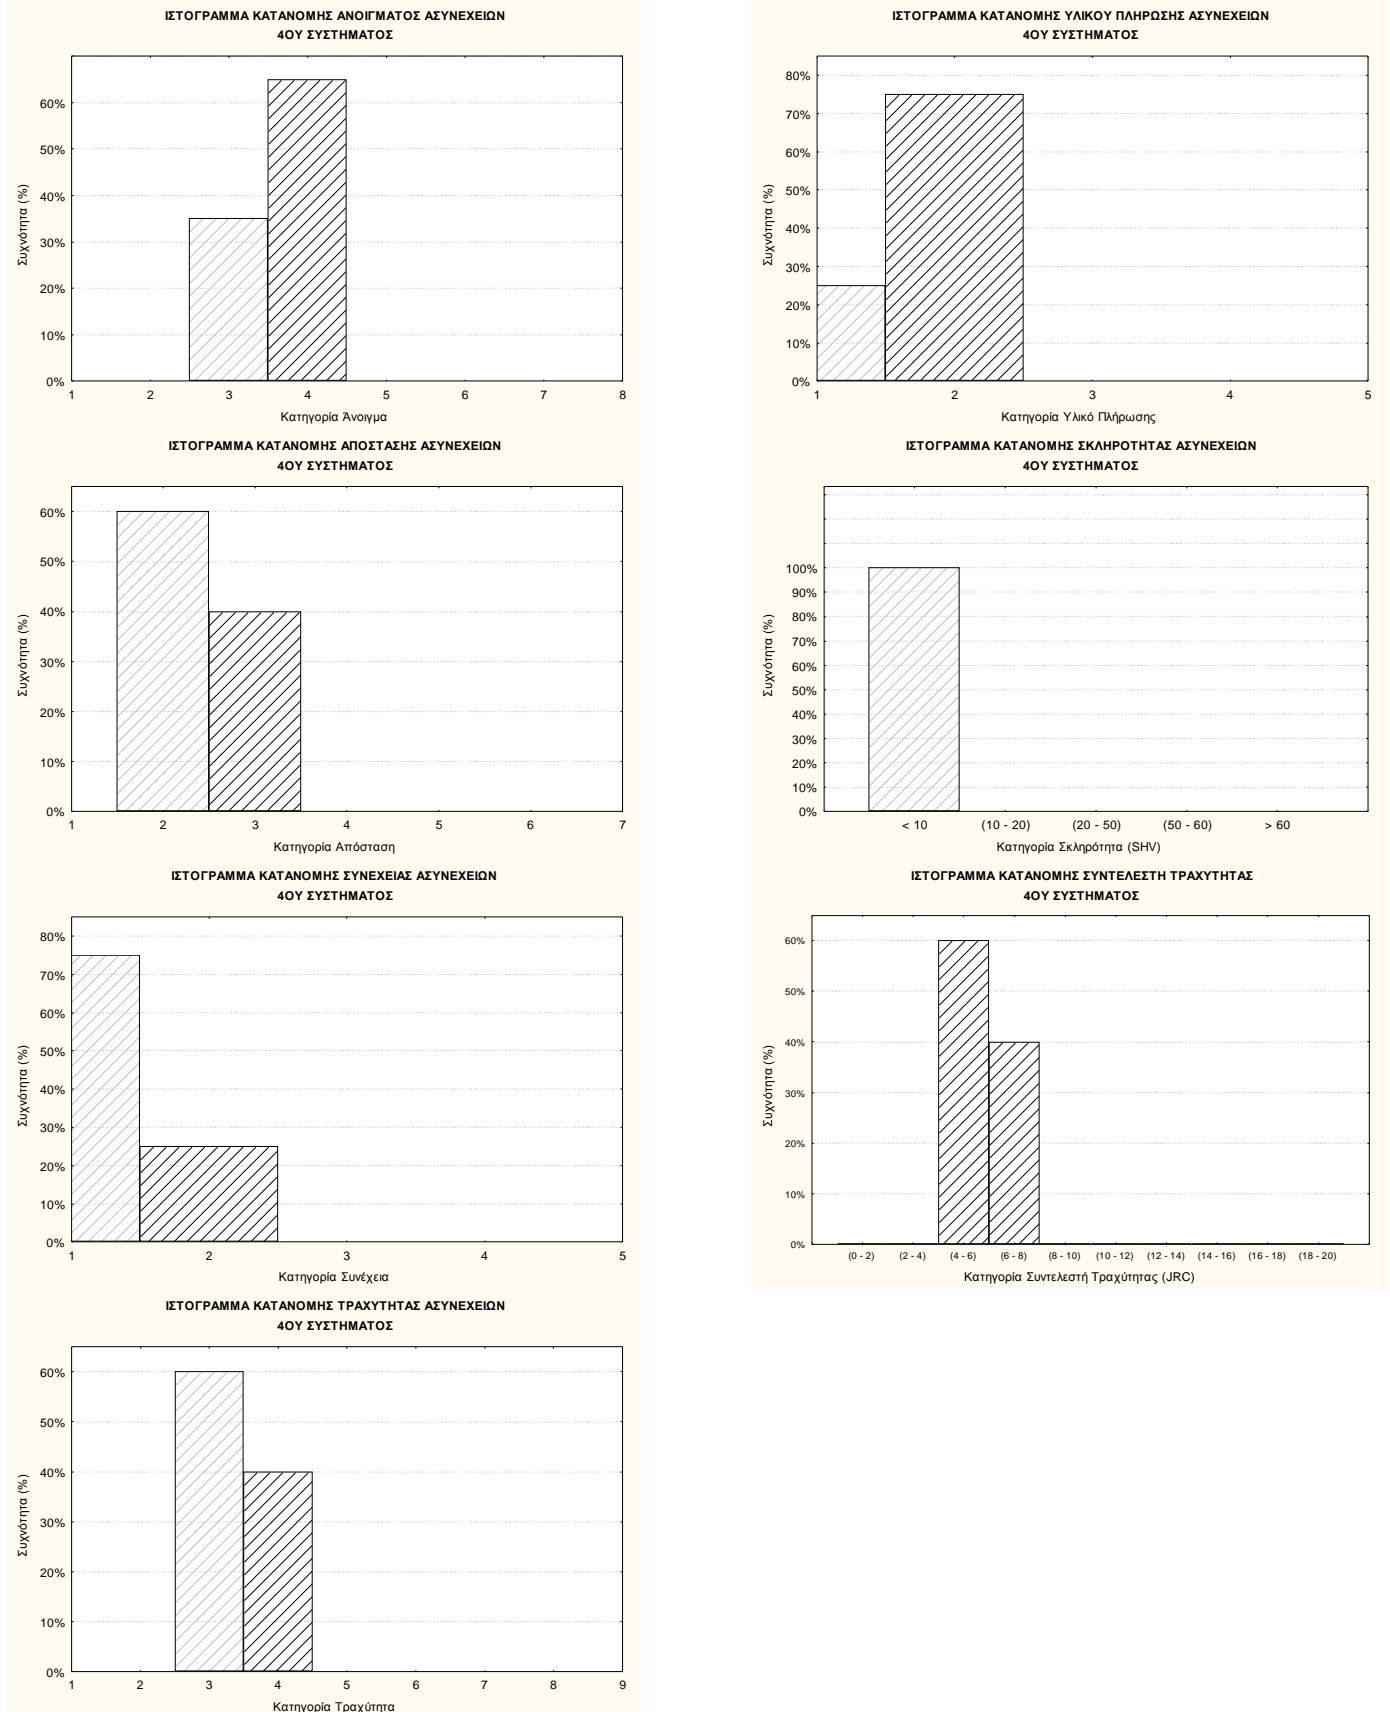 ΙΣΤΟΓΡΑΜΜΑ ΚΑΤΑΝΟΜΗΣ ΑΝΟΙΓΜΑΤΟΣ ΑΣΥΝΕΧΕΙΩΝ
4ΟΥ ΣΥΣΤΗΜΑΤΟΣ
60%
50%
40%
30%
20%
10%
0%
Συχνότητα (%)
1 2 3 4 5 6 7 8
Κατηγορία Άνοιγμα
ΙΣΤΟΓΡΑΜΜΑ ΚΑΤΑΝΟΜΗΣ ΥΛΙΚΟΥ ΠΛΗΡΩΣΗΣ ΑΣΥΝΕΧΕΙΩΝ
4ΟΥ ΣΥΣΤΗΜΑΤΟΣ
80%
70%
60%
50%
40%
30%
20%
10%
0%
Συχνότητα (%)
1 2 3 4 5
Κατηγορία Υλικό Πλήρωσης
ΙΣΤΟΓΡΑΜΜΑ ΚΑΤΑΝΟΜΗΣ ΑΠΟΣΤΑΣΗΣ ΑΣΥΝΕΧΕΙΩΝ
4ΟΥ ΣΥΣΤΗΜΑΤΟΣ
60%
50%
40%
30%
20%
10%
0%
Συχνότητα (%)
1 2 3 4 5 6 7
Κατηγορία Απόσταση
ΙΣΤΟΓΡΑΜΜΑ ΚΑΤΑΝΟΜΗΣ ΣΚΛΗΡΟΤΗΤΑΣ ΑΣΥΝΕΧΕΙΩΝ
4ΟΥ ΣΥΣΤΗΜΑΤΟΣ
100%
90%
80%
70%
60%
50%
40%
30%
20%
10%
0%
Συχνότητα (%)
< 10 (10 - 20) (20 - 50) (50 - 60) > 60
Κατηγορία Σκληρότητα (SHV)
ΙΣΤΟΓΡΑΜΜΑ ΚΑΤΑΝΟΜΗΣ ΣΥΝΕΧΕΙΑΣ ΑΣΥΝΕΧΕΙΩΝ
4ΟΥ ΣΥΣΤΗΜΑΤΟΣ
80%
70%
60%
50%
40%
30%
20%
10%
0%
Συχνότητα (%)
1 2 3 4 5
Κατηγορία Συνέχεια
ΙΣΤΟΓΡΑΜΜΑ ΚΑΤΑΝΟΜΗΣ ΣΥΝΤΕΛΕΣΤΗ ΤΡΑΧΥΤΗΤΑΣ
4ΟΥ ΣΥΣΤΗΜΑΤΟΣ
60%
50%
40%
30%
20%
10%
0%
Συχνότητα (%)
(0 - 2) (2 - 4) (4 - 6) (6 - 8) (8 - 10) (10 - 12) (12 - 14) (14 - 16) (16 - 18) (18 - 20)
Κατηγορία Συντελεστή Τραχύτητας (JRC)
ΙΣΤΟΓΡΑΜΜΑ ΚΑΤΑΝΟΜΗΣ ΤΡΑΧΥΤΗΤΑΣ ΑΣΥΝΕΧΕΙΩΝ
4ΟΥ ΣΥΣΤΗΜΑΤΟΣ
60%
50%
40%
30%
20%
10%
0%
Συχνότητα (%)
1 2 3 4 5 6 7 8 9
Κατηγορία Τραχύτητα